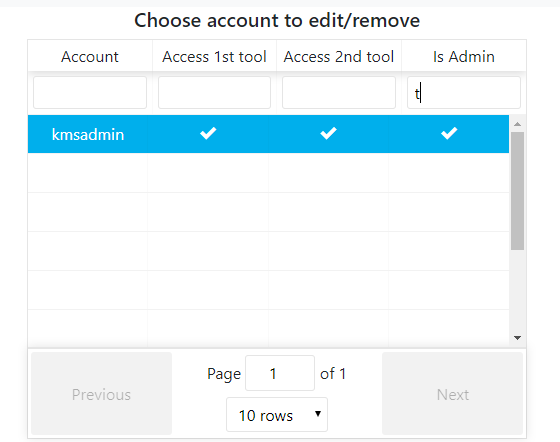 Choose account to edit/remove
Account Access 1st tool Access 2nd tool Is Admin
t
kmsadmin
Previous Page 1 of 1 Next
10 rows